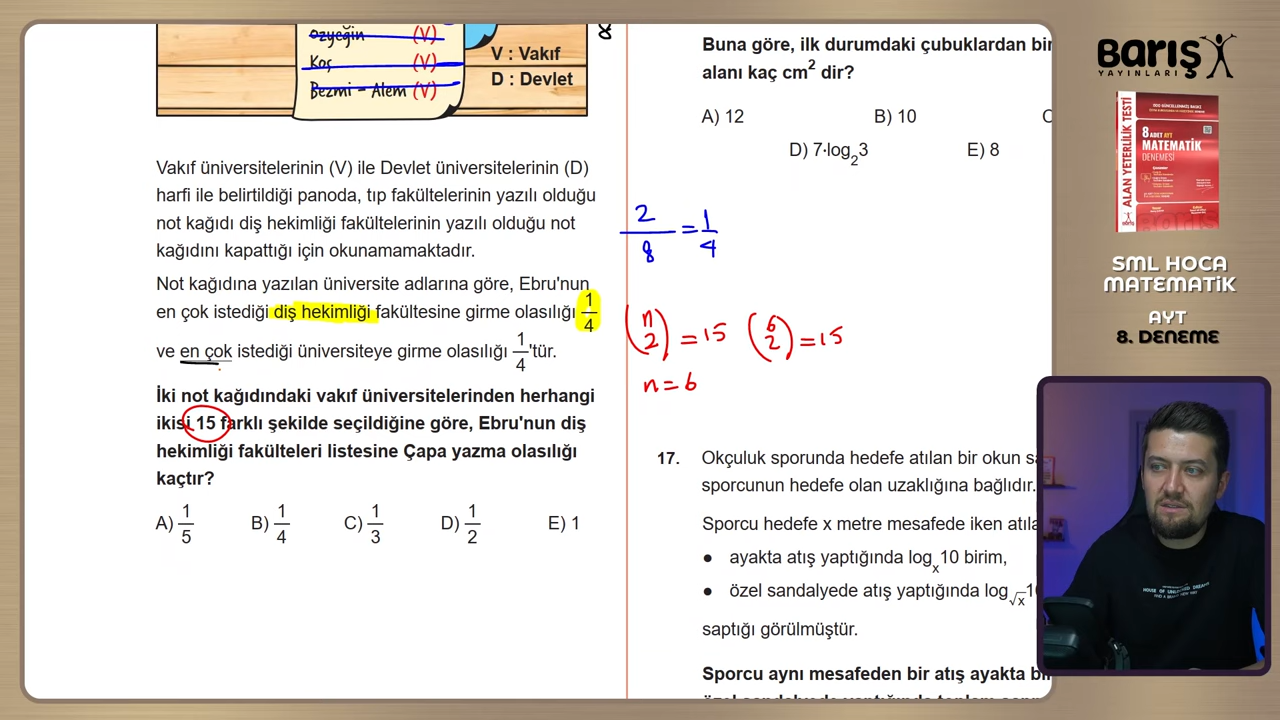 Özyeğin (V)
Koç (V)
Bezmi - Alem (V)
V : Vakıf
D : Devlet
Vakıf üniversitelerinin (V) ile Devlet üniversitelerinin (D)
harfi ile belirtildiği panoda, tıp fakültelerinin yazılı olduğu
not kağıdı diş hekimliği fakültelerinin yazılı olduğu not
kağıdını kapattığı için okunamamaktadır.
Not kağıdına yazılan üniversite adlarına göre, Ebru'nun
en çok istediği diş hekimliği fakültesine girme olasılığı 1/4
ve en çok istediği üniversiteye girme olasılığı 1/4'tür.
İki not kağıdındaki vakıf üniversitelerinden herhangi
ikisi 15 farklı şekilde seçildiğine göre, Ebru'nun diş
hekimliği fakülteleri listesine Çapa yazma olasılığı
kaçtır?
A) 1/5 B) 1/4 C) 1/3 D) 1/2 E) 1
Buna göre, ilk durumdaki çubuklardan bir
alanı kaç cm² dir?
A) 12 B) 10 C
D) 7·log₂3 E) 8
2/8 = 1/4
(n 2) = 15 (6 2) = 15
n = 6
17. Okçuluk sporunda hedefe atılan bir okun sa
sporcunun hedefe olan uzaklığına bağlıdır.
Sporcu hedefe x metre mesafede iken atıla
• ayakta atış yaptığında logₓ10 birim,
• özel sandalyede atış yaptığında log√x 1
saptığı görülmüştür.
Sporcu aynı mesafeden bir atış ayakta bi
BARIŞ
YAYINLARI
ALAN YETERLİLİK TESTİ
8 ADET AYT
MATEMATİK
DENEMESİ
SML HOCA
MATEMATİK
AYT
8. DENEME